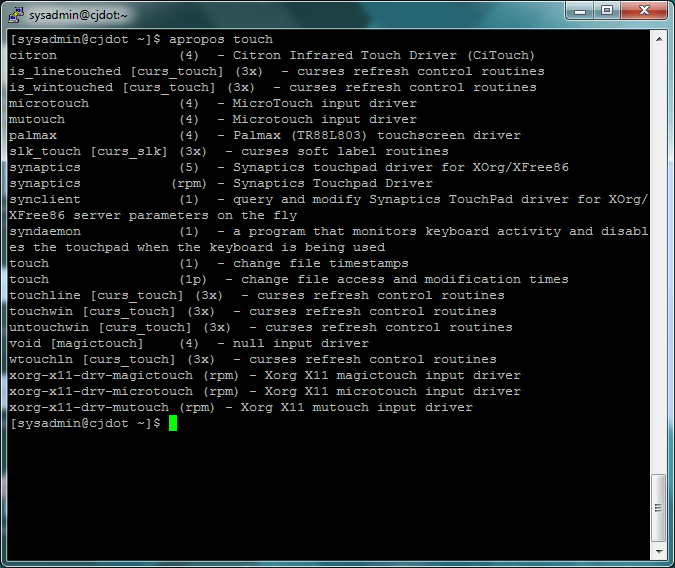 sysadmin@cjdot:~
[sysadmin@cjdot ~]$ apropos touch
citron                (4)  - Citron Infrared Touch Driver (CiTouch)
is_linetouched [curs_touch] (3x)  - curses refresh control routines
is_wintouched [curs_touch] (3x)  - curses refresh control routines
microtouch            (4)  - MicroTouch input driver
mutouch               (4)  - Microtouch input driver
palmax                (4)  - Palmax (TR88L803) touchscreen driver
slk_touch [curs_slk] (3x)  - curses soft label routines
synaptics             (5)  - Synaptics touchpad driver for XOrg/XFree86
synaptics            (rpm) - Synaptics Touchpad Driver
synclient             (1)  - query and modify Synaptics TouchPad driver for XOrg/
XFree86 server parameters on the fly
syndaemon             (1)  - a program that monitors keyboard activity and disabl
es the touchpad when the keyboard is being used
touch                 (1)  - change file timestamps
touch                 (1p)  - change file access and modification times
touchline [curs_touch] (3x)  - curses refresh control routines
touchwin [curs_touch] (3x)  - curses refresh control routines
untouchwin [curs_touch] (3x)  - curses refresh control routines
void [magictouch]     (4)  - null input driver
wtouchln [curs_touch] (3x)  - curses refresh control routines
xorg-x11-drv-magictouch (rpm) - Xorg X11 magictouch input driver
xorg-x11-drv-microtouch (rpm) - Xorg X11 microtouch input driver
xorg-x11-drv-mutouch (rpm) - Xorg X11 mutouch input driver
[sysadmin@cjdot ~]$